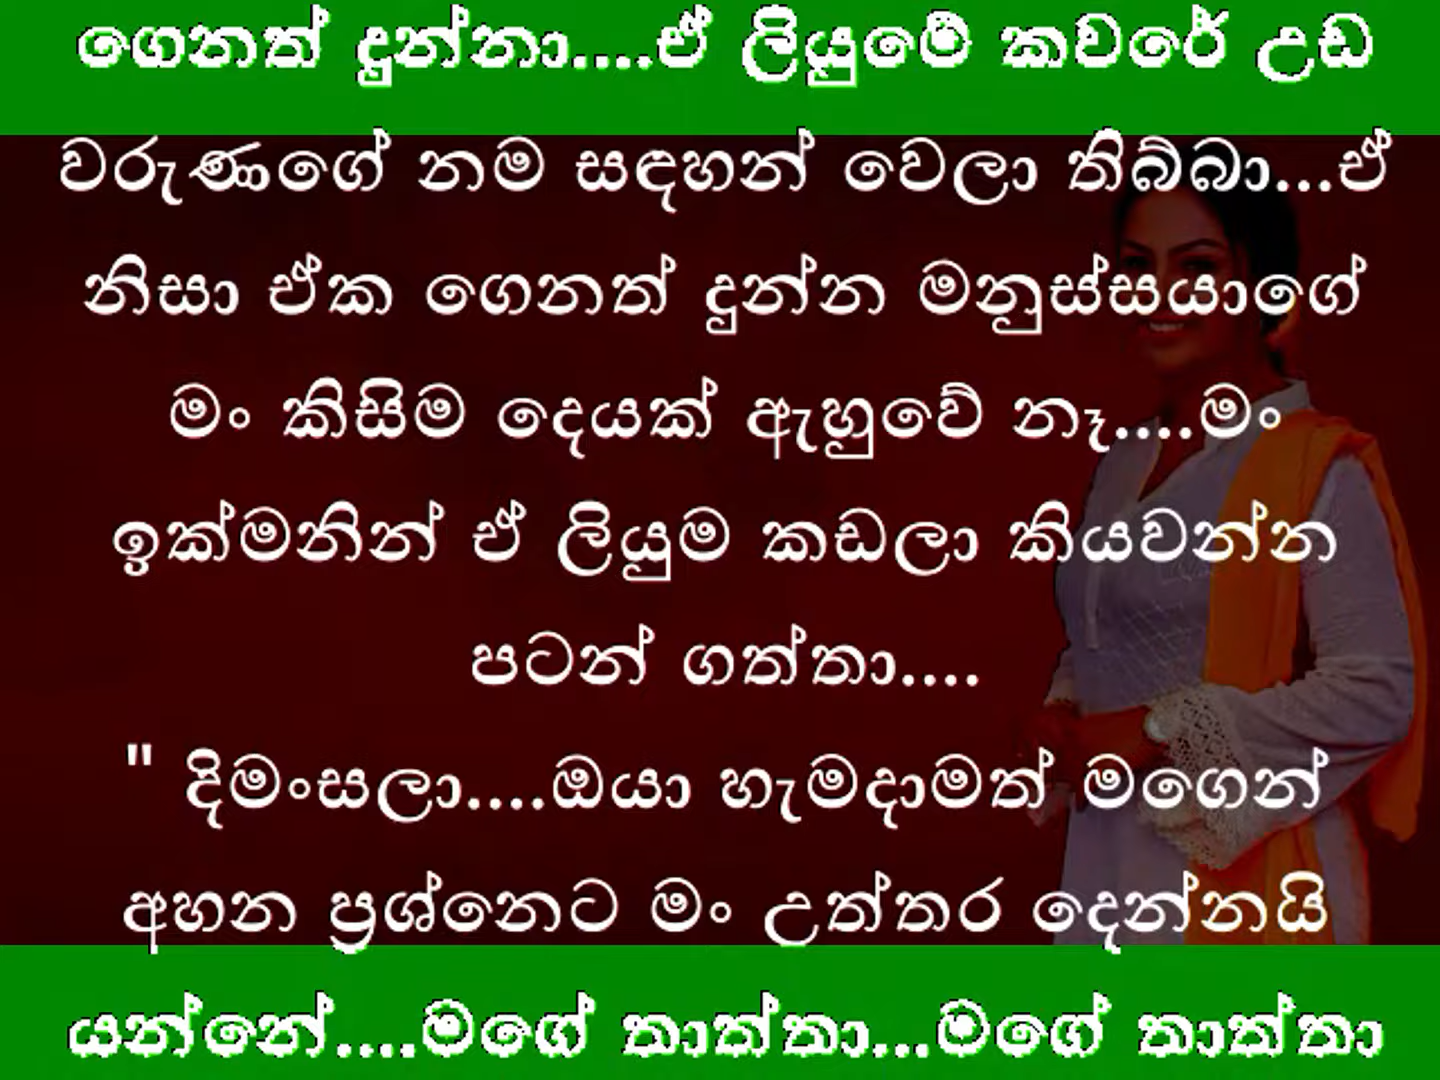 ගෙනත් දුන්නා....ඒ ලියුමේ කවරේ උඩ
වරුණගේ නම සඳහන් වෙලා තිබ්බා...ඒ
නිසා ඒක ගෙනත් දුන්න මනුස්සයාගේ
මං කිසිම දෙයක් ඇහුවේ නෑ....මං
ඉක්මනින් ඒ ලියුම කඩලා කියවන්න
පටන් ගත්තා....
" දිමංසලා....ඔයා හැමදාමත් මගෙන්
අහන ප්‍රශ්නෙට මං උත්තර දෙන්නයි
යන්නේ....මගේ තාත්තා...මගේ තාත්තා